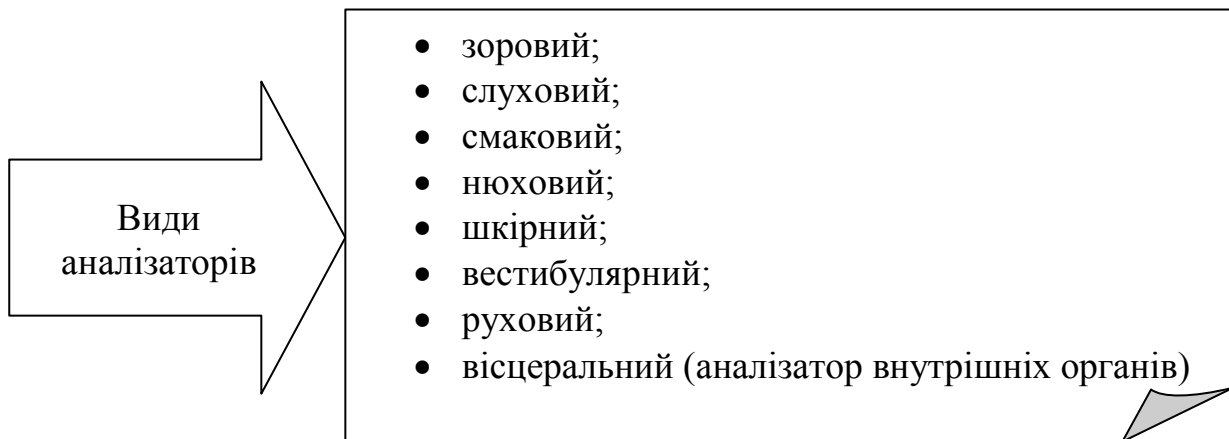 Види
аналізаторів
• зоровий;
• слуховий;
• смаковий;
• нюховий;
• шкірний;
• вестибулярний;
• руховий;
• вісцеральний (аналізатор внутрішніх органів)